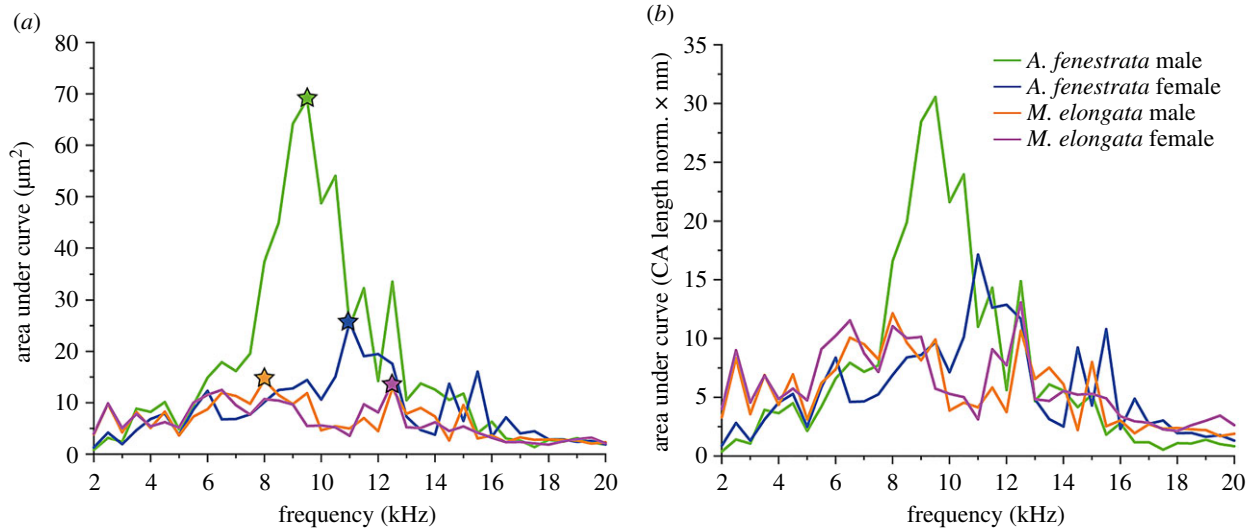 (a)
80
70
60
50
40
30
20
10
0
area under curve (µm²)
2 4 6 8 10 12 14 16 18 20
frequency (kHz)
(b)
35
30
25
20
15
10
5
0
area under curve (CA length norm. × nm)
A. fenestrata male
A. fenestrata female
M. elongata male
M. elongata female
2 4 6 8 10 12 14 16 18 20
frequency (kHz)